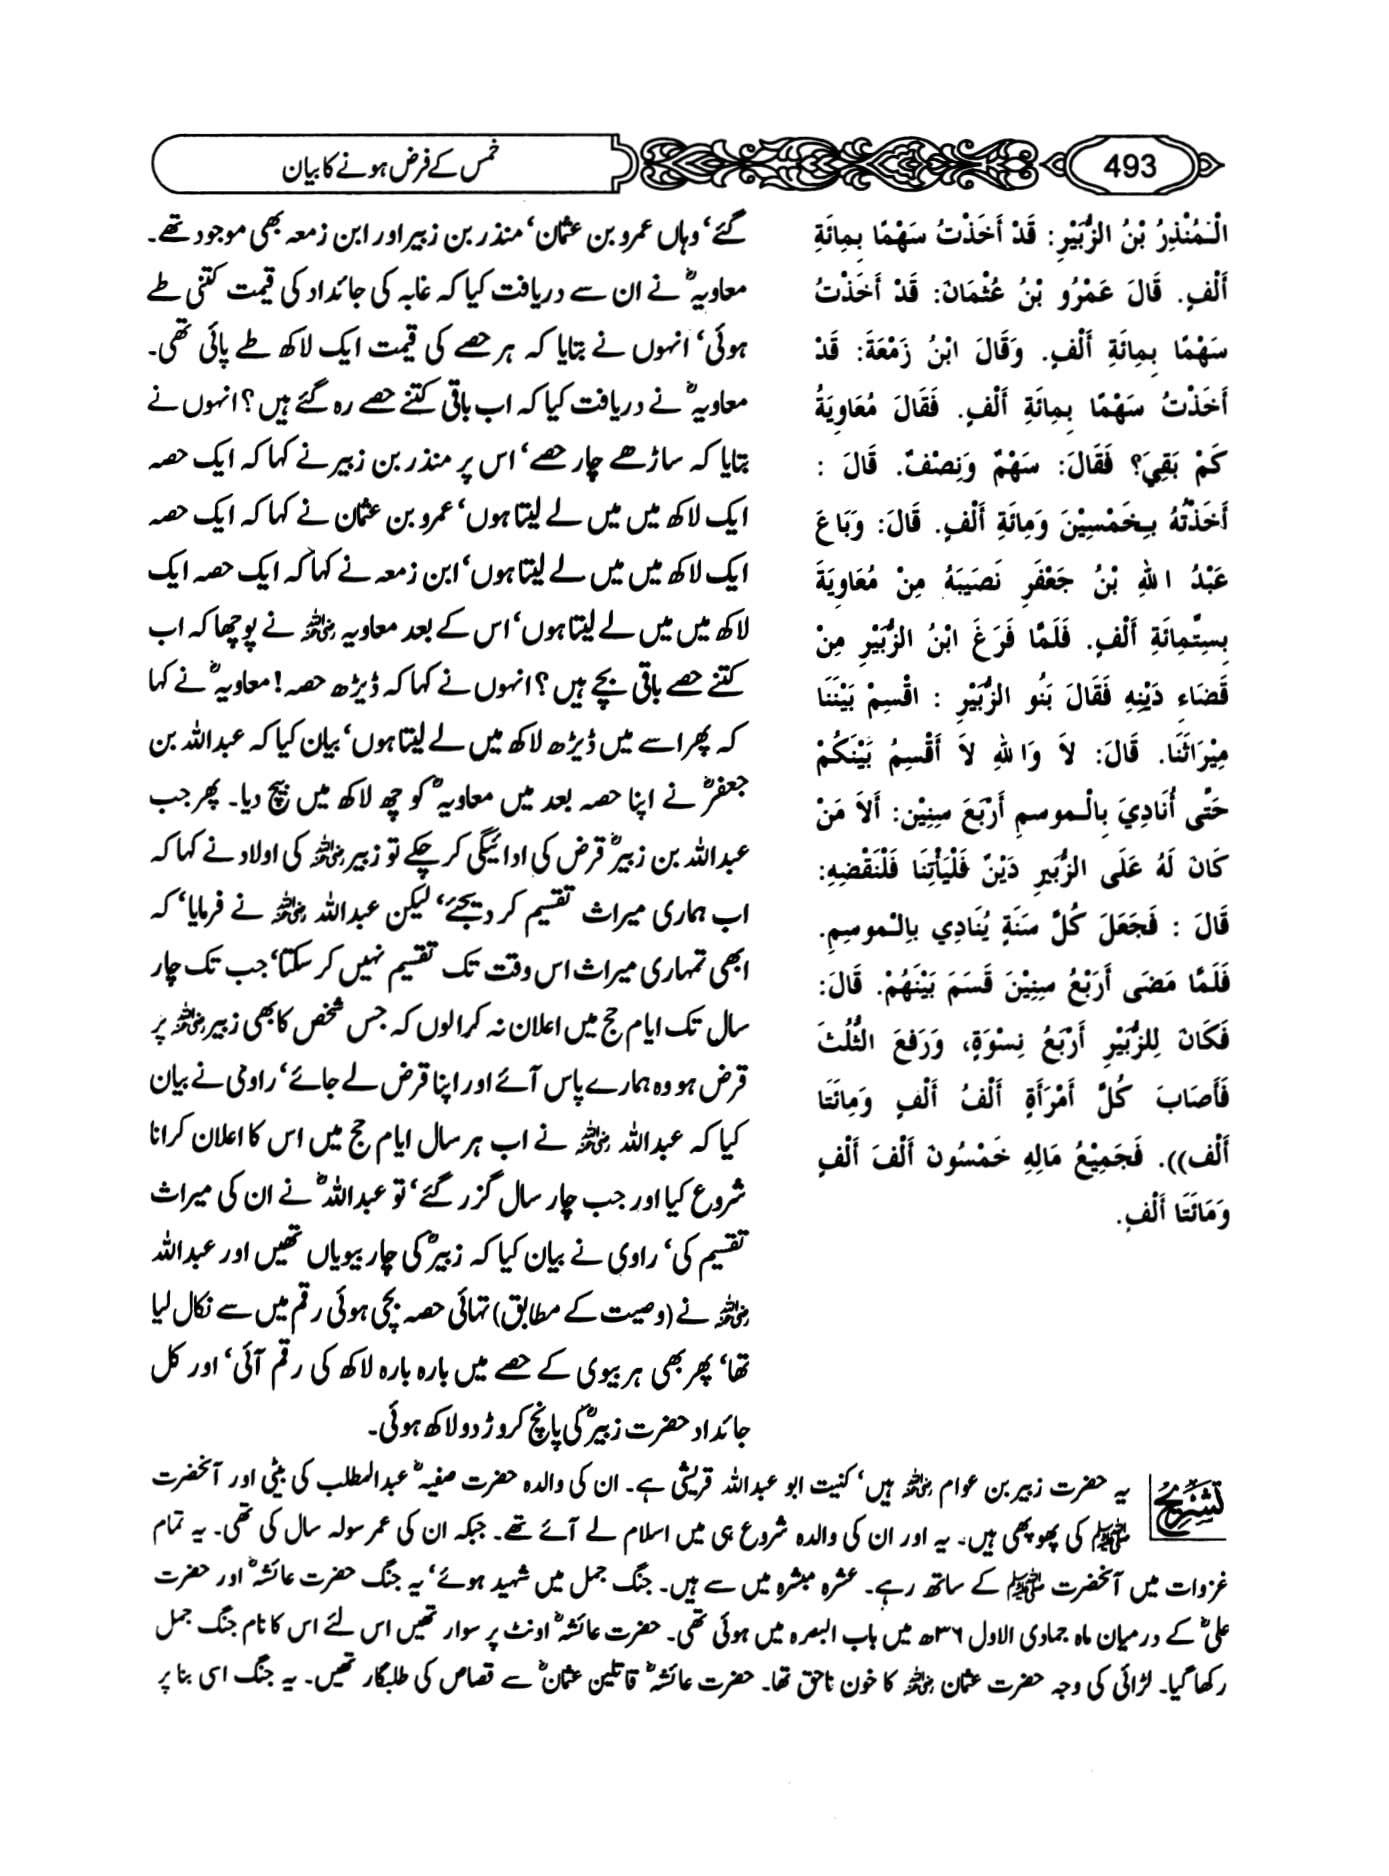 493
خمس کے فرض ہونے کا بیان
الْـمُنْذِرُ بْنُ الزُّبَيْرِ: قَدْ أَخَذْتُ سَهْمًا بِمِائَةِ
أَلْفٍ. قَالَ عَمْرُو بْنُ عُثْمَانَ: قَدْ أَخَذْتُ
سَهْمًا بِمِائَةِ أَلْفٍ. وَقَالَ ابْنُ زَمْعَةَ: قَدْ
أَخَذْتُ سَهْمًا بِمِائَةِ أَلْفٍ. فَقَالَ مُعَاوِيَةُ
كَمْ بَقِيَ؟ فَقَالَ: سَهْمٌ وَنِصْفٌ. قَالَ :
أَخَذْتُهُ بِخَمْسِيْنَ وَمِائَةِ أَلْفٍ. قَالَ: وَبَاعَ
عَبْدُ اللهِ بْنُ جَعْفَرٍ نَصِيَبَهُ مِنْ مُعَاوِيَةَ
بِسِتِّمِائَةِ أَلْفٍ. فَلَمَّا فَرَغَ ابْنُ الزُّبَيْرِ مِنْ
قَضَاءِ دَيْنِهِ فَقَالَ بَنُو الزُّبَيْرِ : اقْسِمْ بَيْنَنَا
مِيْرَاثَنَا. قَالَ: لاَ وَاللهِ لاَ أَقْسِمُ بَيْنَكُمْ
حَتَّى أُنَادِيَ بِالْـموسمِ أَرْبَعَ سِنِيْنَ: أَلاَ مَنْ
كَانَ لَهُ عَلَى الزُّبَيرِ دَيْنٌ فَلْيَأْتِنَا فَلْنَقْضِهِ:
قَالَ : فَجَعَلَ كُلَّ سَنَةٍ يُنَادِي بِالْـموسِمِ.
فَلَمَّا مَضَى أَرْبَعُ سِنِيْنَ قَسَمَ بَيْنَهُمْ. قَالَ:
فَكَانَ لِلزُّبَيْرِ أَرْبَعُ نِسْوَةٍ، وَرَفَعَ الثُّلُثَ
فَأَصَابَ كُلَّ امْرَأَةٍ أَلْفُ أَلْفٍ وَمِائَتَا
أَلْفٍ)). فَجَمِيْعُ مَالِهِ خَمْسُونَ أَلْفَ أَلْفٍ
وَمَائَتَا أَلْفٍ.
گئے‘ وہاں عمرو بن عثمان‘ منذر بن زبیر اور ابن زمعہ بھی موجود تھے۔
معاویہؓ نے ان سے دریافت کیا کہ غابہ کی جائداد کی قیمت کتنی طے
ہوئی‘ انہوں نے بتایا کہ ہر حصے کی قیمت ایک لاکھ طے پائی تھی۔
معاویہؓ نے دریافت کیا کہ اب باقی کتنے حصے رہ گئے ہیں؟ انہوں نے
بتایا کہ ساڑھے چار حصے‘ اس پر منذر بن زبیر نے کہا کہ ایک حصہ
ایک لاکھ میں میں لے لیتا ہوں‘ عمرو بن عثمان نے کہا کہ ایک حصہ
ایک لاکھ میں میں لے لیتا ہوں‘ ابن زمعہ نے کہا کہ ایک حصہ ایک
لاکھ میں میں لے لیتا ہوں‘ اس کے بعد معاویہ رضی اللہ عنہ نے پوچھا کہ اب
کتنے حصے باقی بچے ہیں؟ انہوں نے کہا کہ ڈیڑھ حصہ! معاویہؓ نے کہا
کہ پھر اسے میں ڈیڑھ لاکھ میں لے لیتا ہوں‘ بیان کیا کہ عبداللہ بن
جعفرؓ نے اپنا حصہ بعد میں معاویہؓ کو چھ لاکھ میں بیچ دیا۔ پھر جب
عبداللہ بن زبیرؓ قرض کی ادائیگی کر چکے تو زبیر رضی اللہ عنہ کی اولاد نے کہا کہ
اب ہماری میراث تقسیم کر دیجئے‘ لیکن عبداللہ رضی اللہ عنہ نے فرمایا‘ کہ
ابھی تمہاری میراث اس وقت تک تقسیم نہیں کر سکتا‘ جب تک چار
سال تک ایام حج میں اعلان نہ کرالوں کہ جس شخص کا بھی زبیر رضی اللہ عنہ پر
قرض ہو وہ ہمارے پاس آئے اور اپنا قرض لے جائے‘ راوی نے بیان
کیا کہ عبداللہ رضی اللہ عنہ نے اب ہر سال ایام حج میں اس کا اعلان کرانا
شروع کیا اور جب چار سال گزر گئے‘ تو عبداللہؓ نے ان کی میراث
تقسیم کی‘ راوی نے بیان کیا کہ زبیرؓ کی چار بیویاں تھیں اور عبداللہ
رضی اللہ عنہ نے (وصیت کے مطابق) تہائی حصہ بچی ہوئی رقم میں سے نکال لیا
تھا‘ پھر بھی ہر بیوی کے حصے میں بارہ بارہ لاکھ کی رقم آئی‘ اور کل
جائداد حضرت زبیرؓ کی پانچ کروڑ دو لاکھ ہوئی۔
تشریح یہ حضرت زبیر بن عوام رضی اللہ عنہ ہیں‘ کنیت ابو عبداللہ قریشی ہے۔ ان کی والدہ حضرت صفیہؓ عبدالمطلب کی بیٹی اور آنحضرت
ﷺ کی پھوپھی ہیں۔ یہ اور ان کی والدہ شروع ہی میں اسلام لے آئے تھے۔ جبکہ ان کی عمر سولہ سال کی تھی۔ یہ تمام
غزوات میں آنحضرت ﷺ کے ساتھ رہے۔ عشرہ مبشرہ میں سے ہیں۔ جنگ جمل میں شہید ہوئے‘ یہ جنگ حضرت عائشہؓ اور حضرت
علیؓ کے درمیان ماہ جمادی الاول ۳۶ھ میں باب البصرہ میں ہوئی تھی۔ حضرت عائشہؓ اونٹ پر سوار تھیں اس لئے اس کا نام جنگ جمل
رکھا گیا۔ لڑائی کی وجہ حضرت عثمان رضی اللہ عنہ کا خون ناحق تھا۔ حضرت عائشہؓ قاتلین عثمانؓ سے قصاص کی طلبگار تھیں۔ یہ جنگ اسی بنا پر